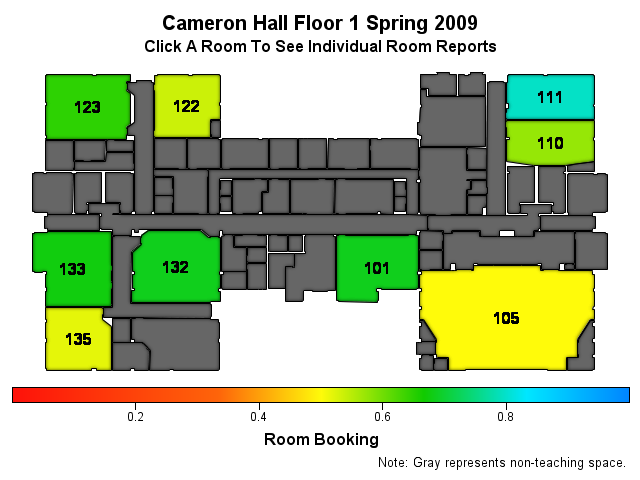 Cameron Hall Floor 1 Spring 2009
Click A Room To See Individual Room Reports
123
122
111
110
133
132
101
105
135
0.2 0.4 0.6 0.8
Room Booking
Note: Gray represents non-teaching space.